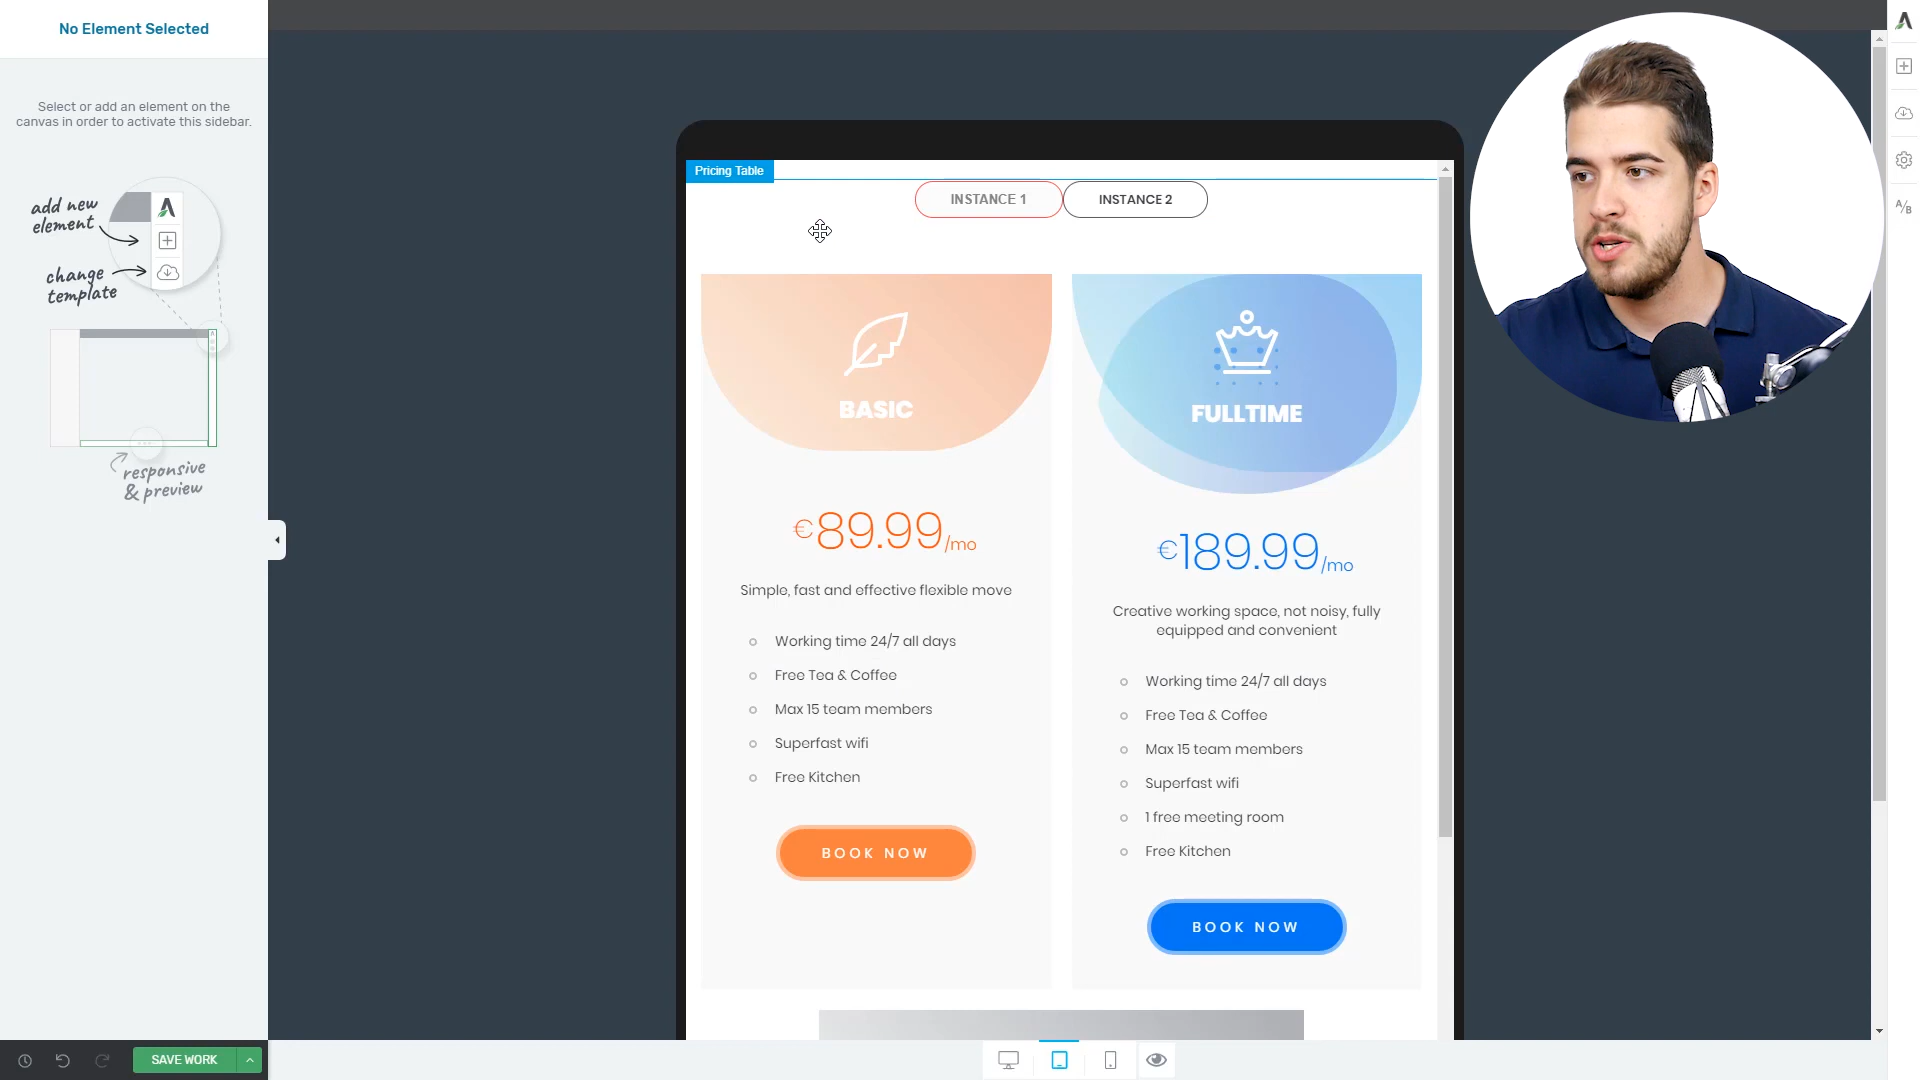 No Element Selected
Select or add an element on the
canvas in order to activate this sidebar.
add new
element
change
template
responsive
& preview
SAVE WORK
Pricing Table
INSTANCE 1
INSTANCE 2
BASIC
€89.99/mo
Simple, fast and effective flexible move
Working time 24/7 all days
Free Tea & Coffee
Max 15 team members
Superfast wifi
Free Kitchen
BOOK NOW
FULLTIME
€189.99/mo
Creative working space, not noisy, fully
equipped and convenient
Working time 24/7 all days
Free Tea & Coffee
Max 15 team members
Superfast wifi
1 free meeting room
Free Kitchen
BOOK NOW
A/B